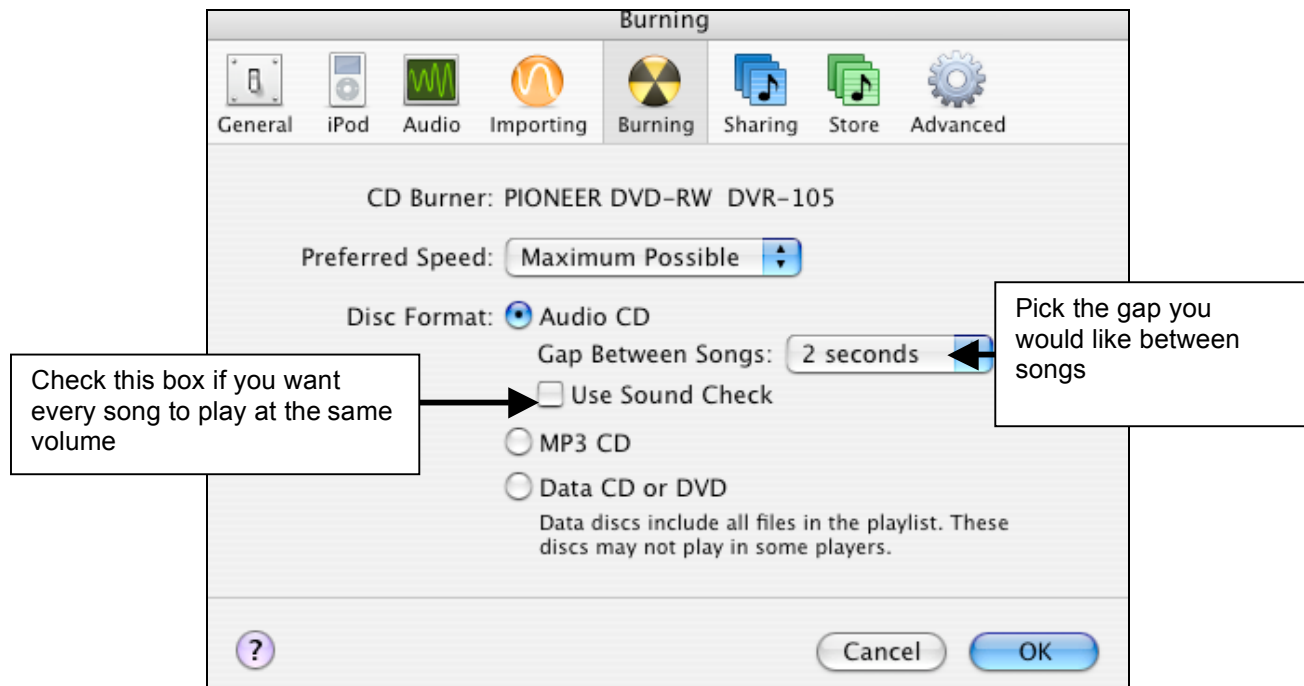 Burning
General iPod Audio Importing Burning Sharing Store Advanced
CD Burner: PIONEER DVD-RW DVR-105
Preferred Speed: Maximum Possible
Disc Format: Audio CD
Gap Between Songs: 2 seconds
Use Sound Check
MP3 CD
Data CD or DVD
Data discs include all files in the playlist. These
discs may not play in some players.
? Cancel OK
Check this box if you want
every song to play at the same
volume
Pick the gap you
would like between
songs